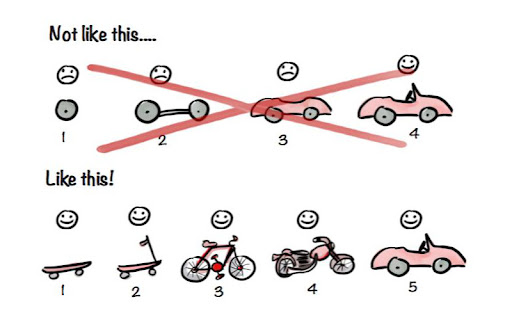 Not like this....
1 2 3 4
Like this!
1 2 3 4 5